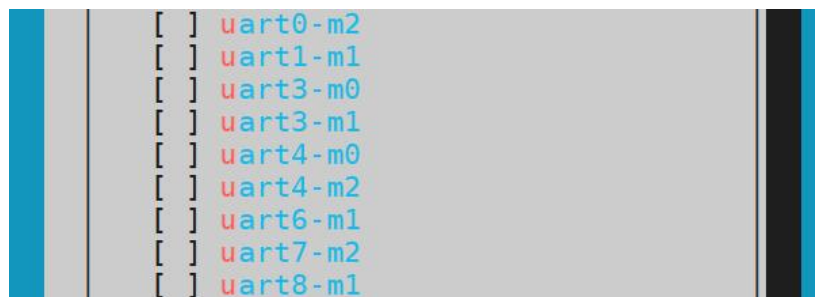 [ ] uart0-m2
[ ] uart1-m1
[ ] uart3-m0
[ ] uart3-m1
[ ] uart4-m0
[ ] uart4-m2
[ ] uart6-m1
[ ] uart7-m2
[ ] uart8-m1